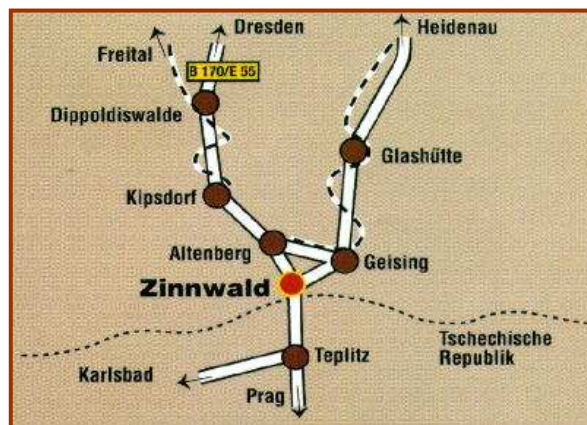 Dresden
Heidenau
Freital
B 170/E 55
Dippoldiswalde
Glashütte
Kipsdorf
Altenberg
Geising
Zinnwald
Tschechische
Republik
Teplitz
Karlsbad
Prag